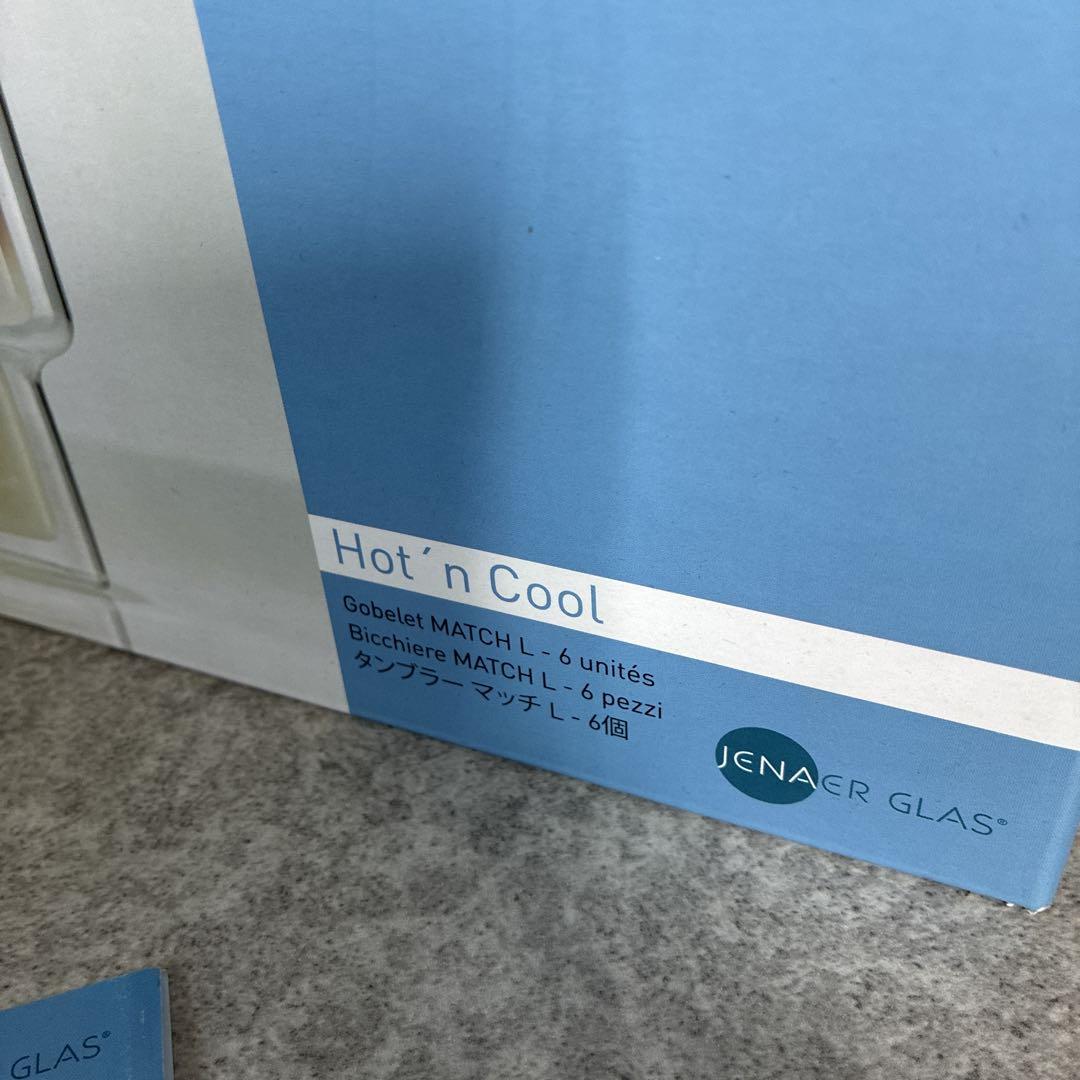 Hot´n Cool
Gobelet MATCH L - 6 unités
Bicchiere MATCH L - 6 pezzi
タンブラー マッチ L - 6個
JENAER GLAS®
GLAS®